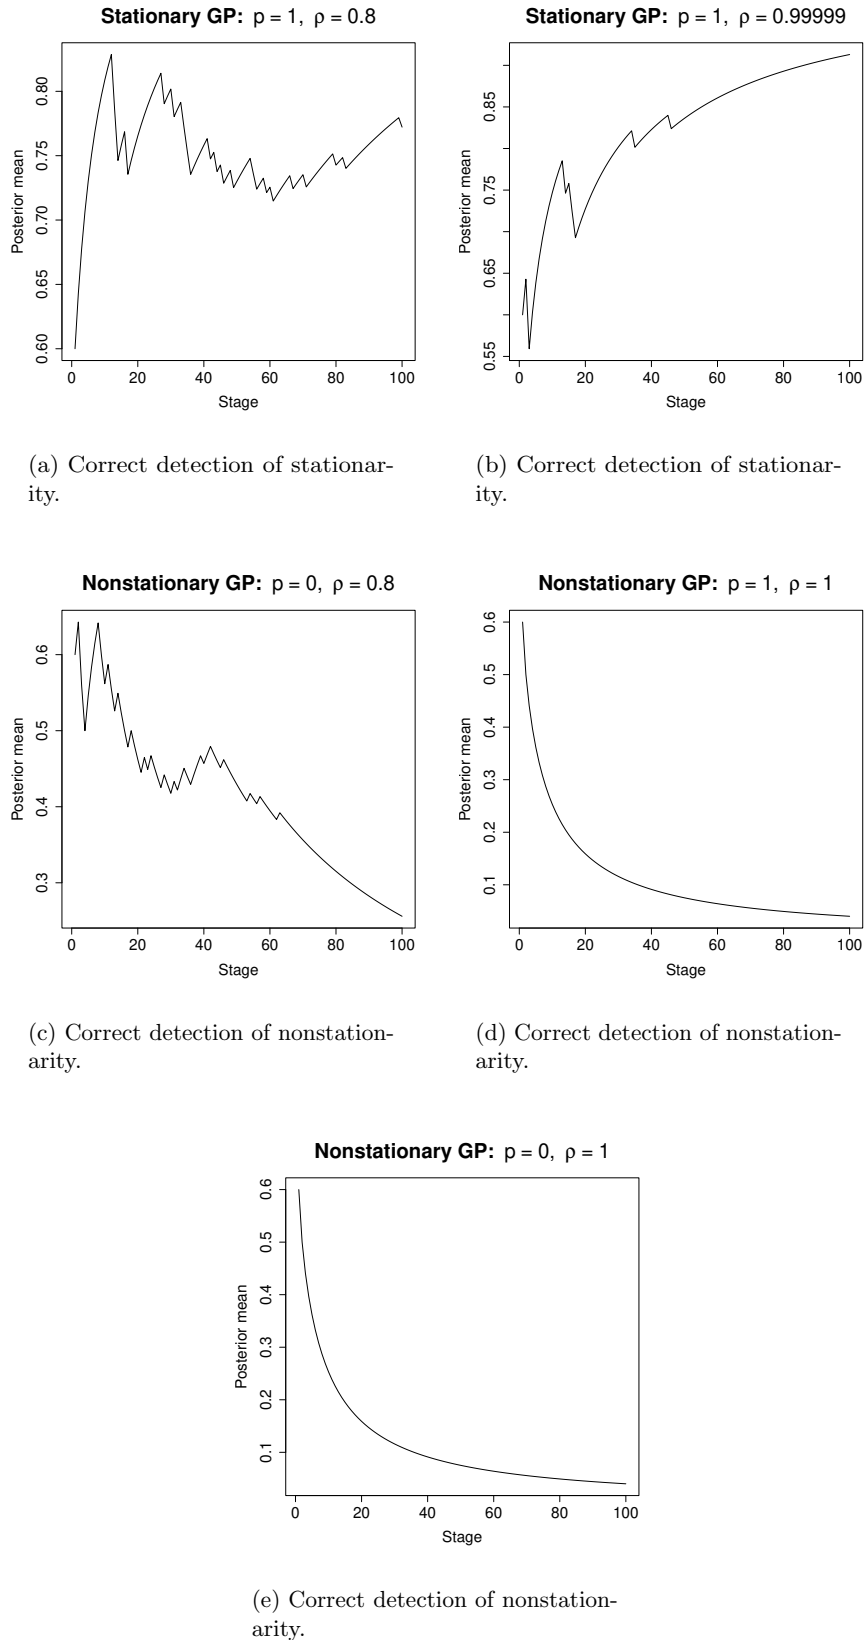 Stationary GP: p = 1, ρ = 0.8
Posterior mean
0.60 0.65 0.70 0.75 0.80
0 20 40 60 80 100
Stage
(a) Correct detection of stationar-
ity.
Stationary GP: p = 1, ρ = 0.99999
Posterior mean
0.55 0.65 0.75 0.85
0 20 40 60 80 100
Stage
(b) Correct detection of stationar-
ity.
Nonstationary GP: p = 0, ρ = 0.8
Posterior mean
0.3 0.4 0.5 0.6
0 20 40 60 80 100
Stage
(c) Correct detection of nonstation-
arity.
Nonstationary GP: p = 1, ρ = 1
Posterior mean
0.1 0.2 0.3 0.4 0.5 0.6
0 20 40 60 80 100
Stage
(d) Correct detection of nonstation-
arity.
Nonstationary GP: p = 0, ρ = 1
Posterior mean
0.1 0.2 0.3 0.4 0.5 0.6
0 20 40 60 80 100
Stage
(e) Correct detection of nonstation-
arity.